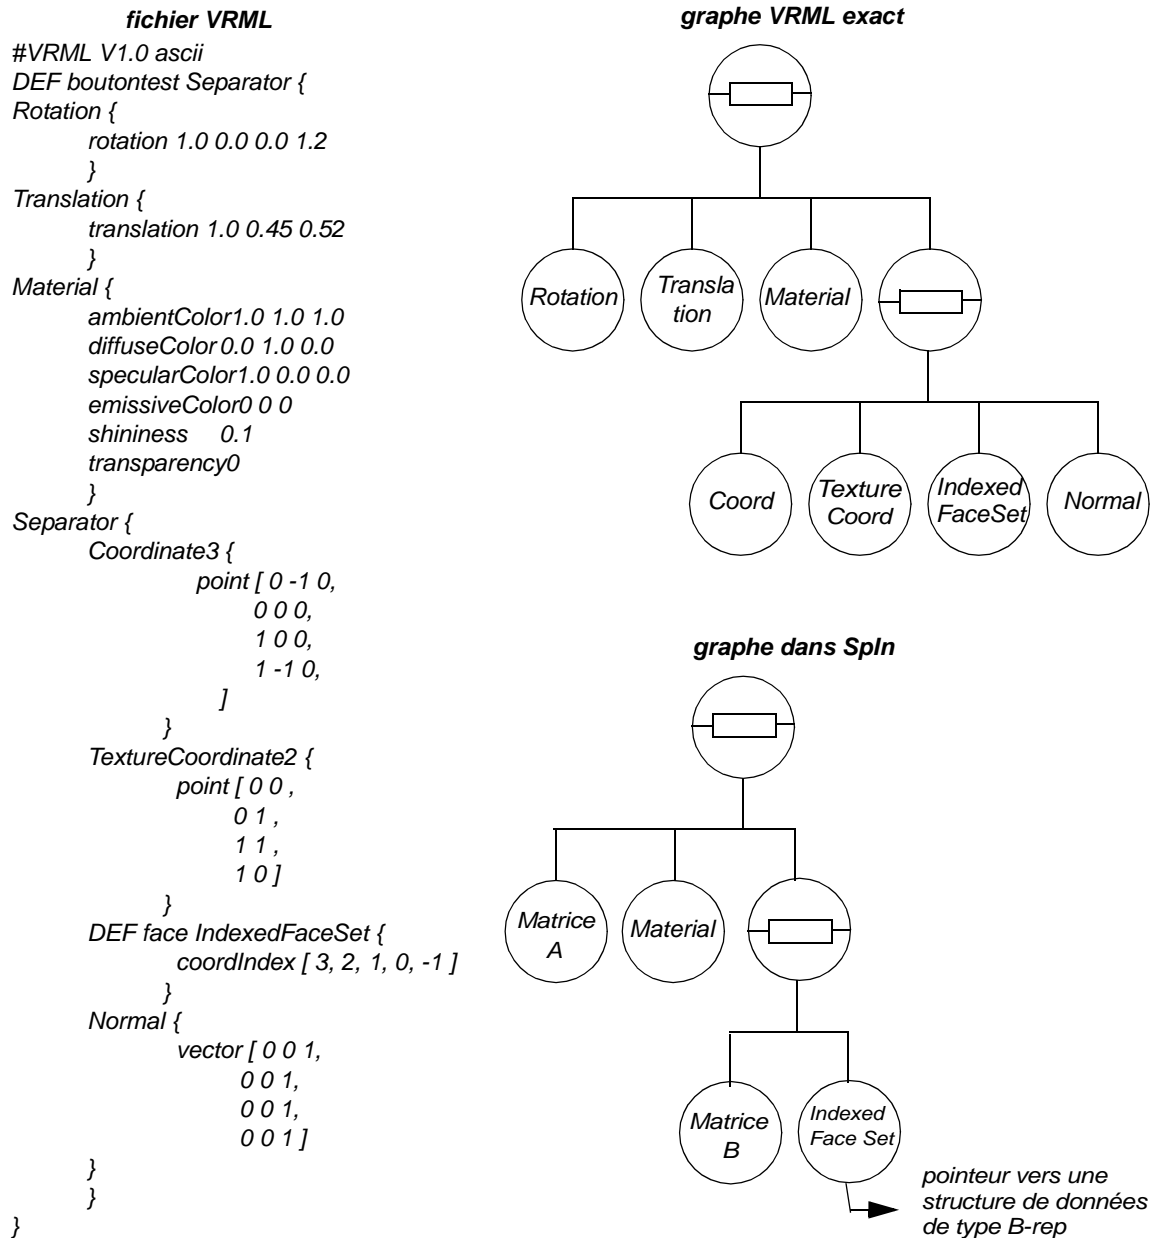 fichier VRML
#VRML V1.0 ascii
DEF boutontest Separator {
Rotation {
rotation 1.0 0.0 0.0 1.2
}
Translation {
translation 1.0 0.45 0.52
}
Material {
ambientColor1.0 1.0 1.0
diffuseColor 0.0 1.0 0.0
specularColor1.0 0.0 0.0
emissiveColor0 0 0
shininess 0.1
transparency0
}
Separator {
Coordinate3 {
point [ 0 -1 0,
0 0 0,
1 0 0,
1 -1 0,
]
}
TextureCoordinate2 {
point [ 0 0 ,
0 1 ,
1 1 ,
1 0 ]
}
DEF face IndexedFaceSet {
coordIndex [ 3, 2, 1, 0, -1 ]
}
Normal {
vector [ 0 0 1,
0 0 1,
0 0 1,
0 0 1 ]
}
}
}
graphe VRML exact
Rotation
Transla
tion
Material
Coord
Texture
Coord
Indexed
FaceSet
Normal
graphe dans SpIn
Matrice
A
Material
Matrice
B
Indexed
Face Set
pointeur vers une
structure de données
de type B-rep